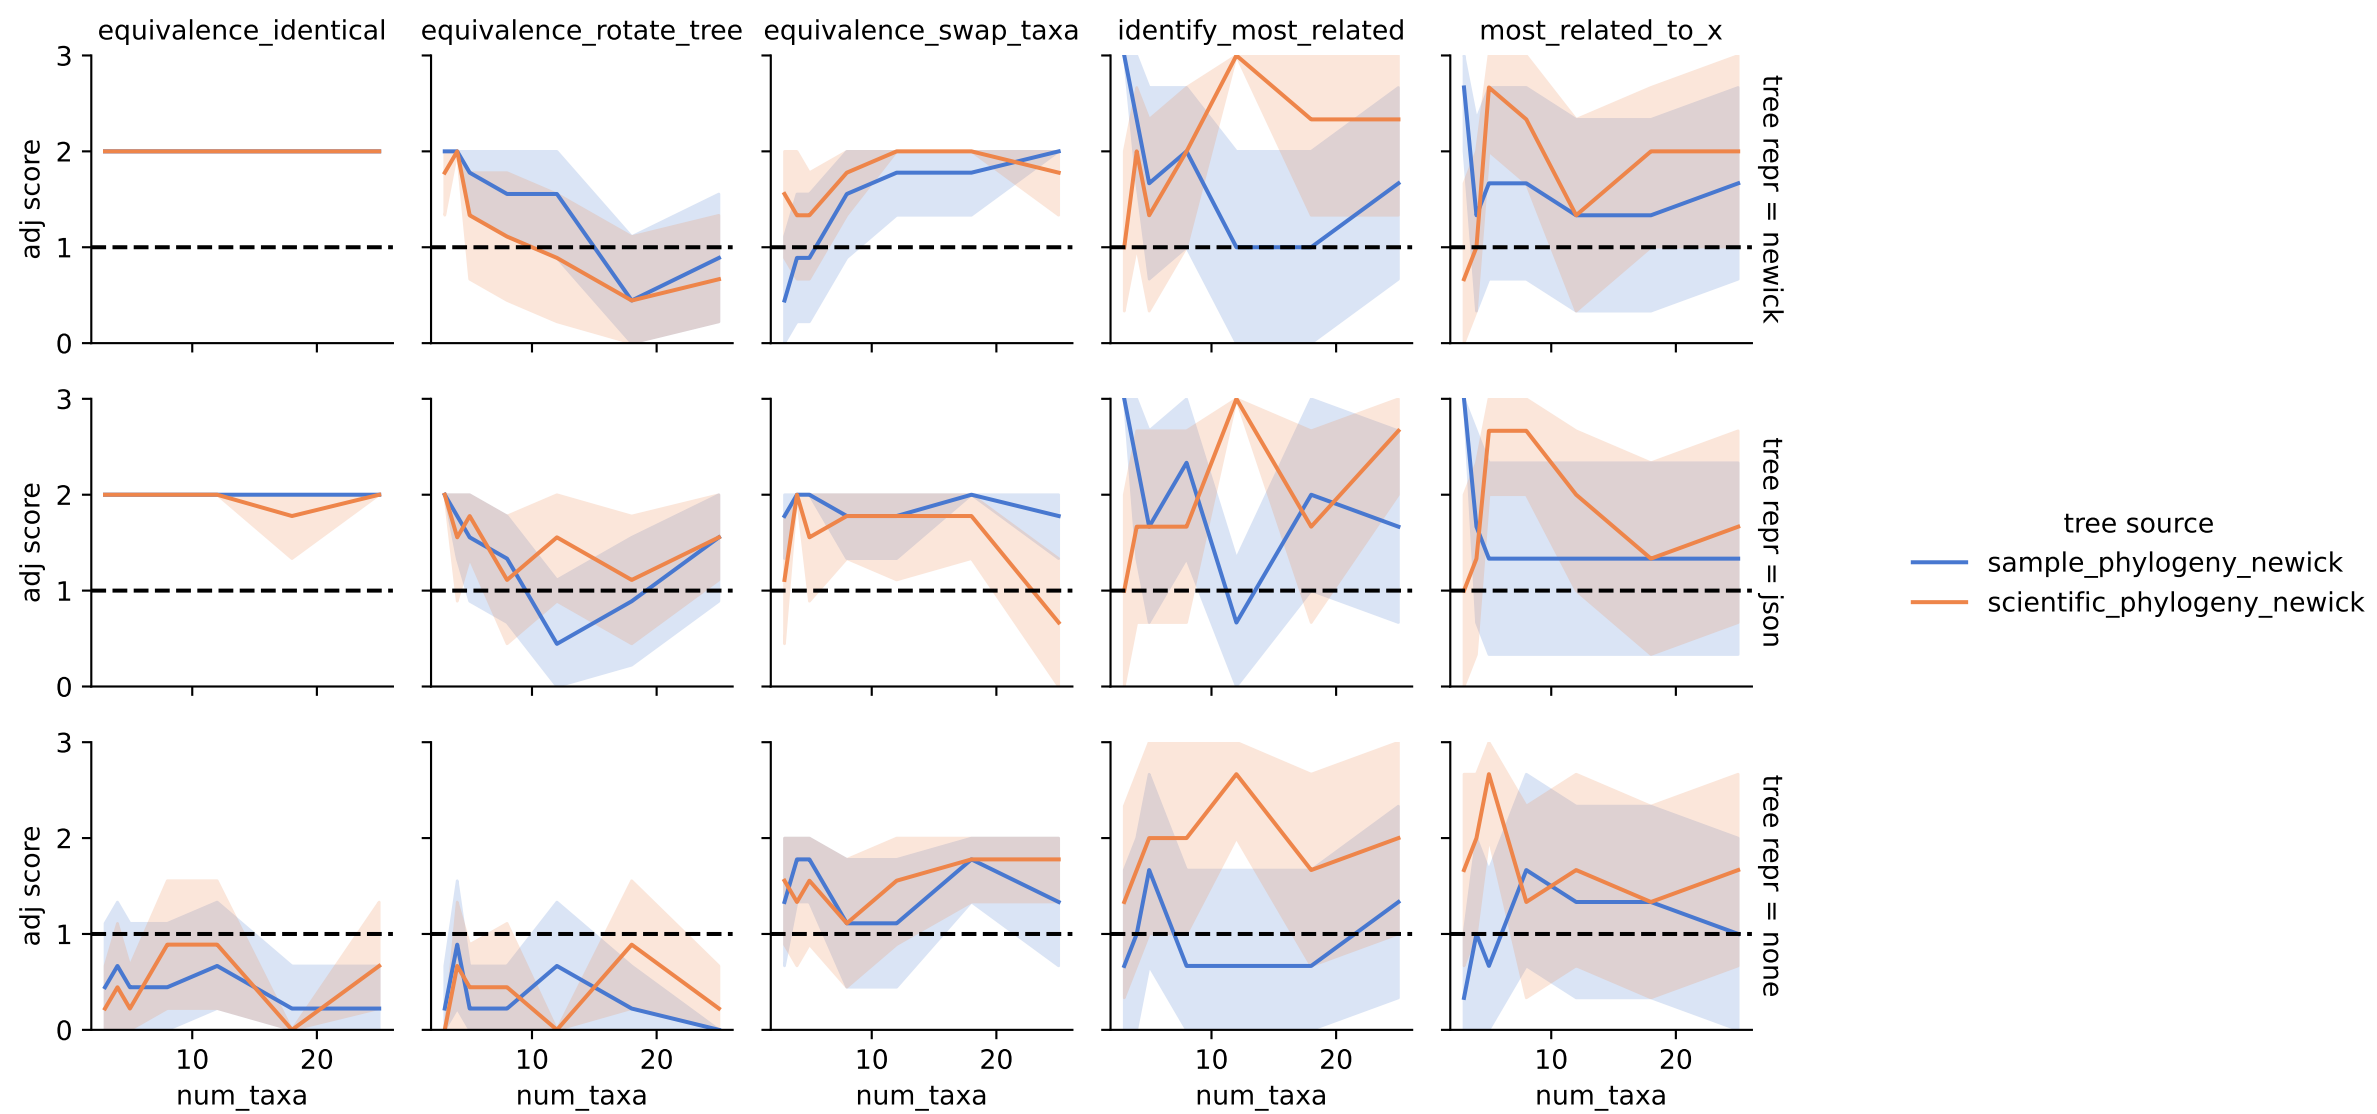 equivalence_identical
equivalence_rotate_tree
equivalence_swap_taxa
identify_most_related
most_related_to_x
3
2
1
0
adj score
tree repr = newick
3
2
1
0
adj score
tree repr = json
3
2
1
0
adj score
tree repr = none
10 20
10 20
10 20
10 20
10 20
num_taxa
num_taxa
num_taxa
num_taxa
num_taxa
tree source
sample_phylogeny_newick
scientific_phylogeny_newick